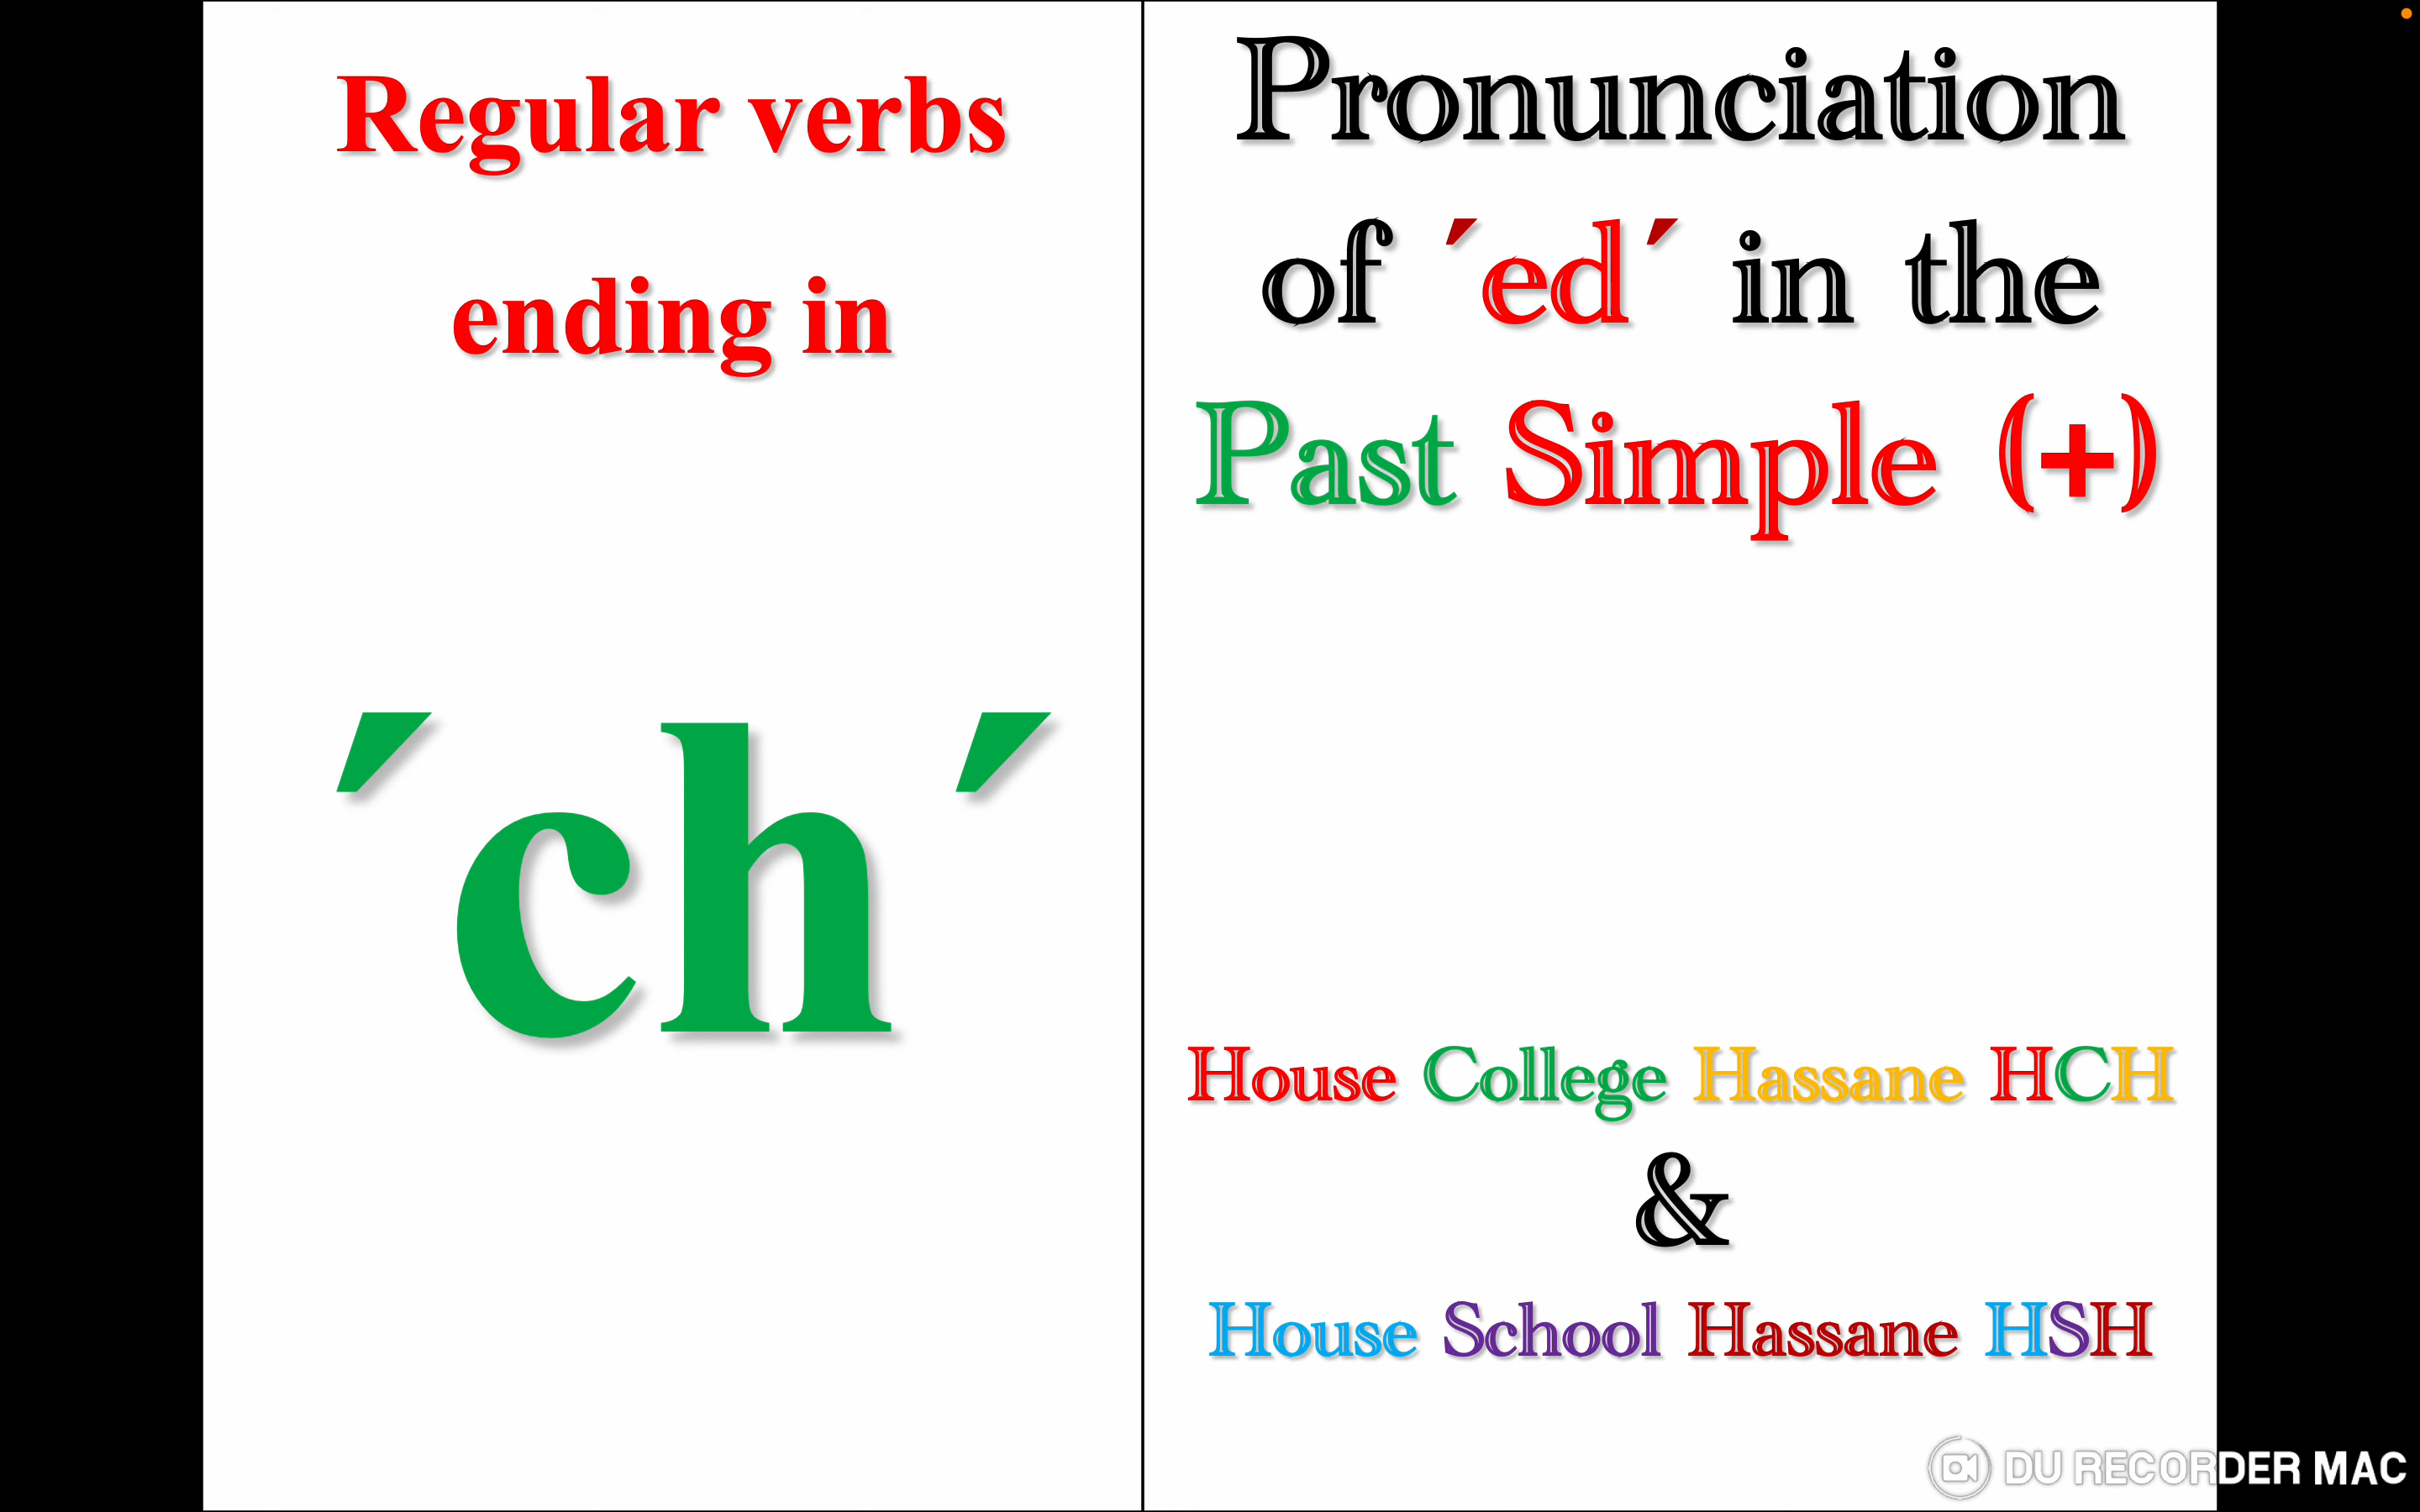 Regular verbs
ending in
´ch´
Pronunciation
of ´ed´ in the
Past Simple (+)
House College Hassane HCH
&
House School Hassane HSH
DU RECORDER MAC